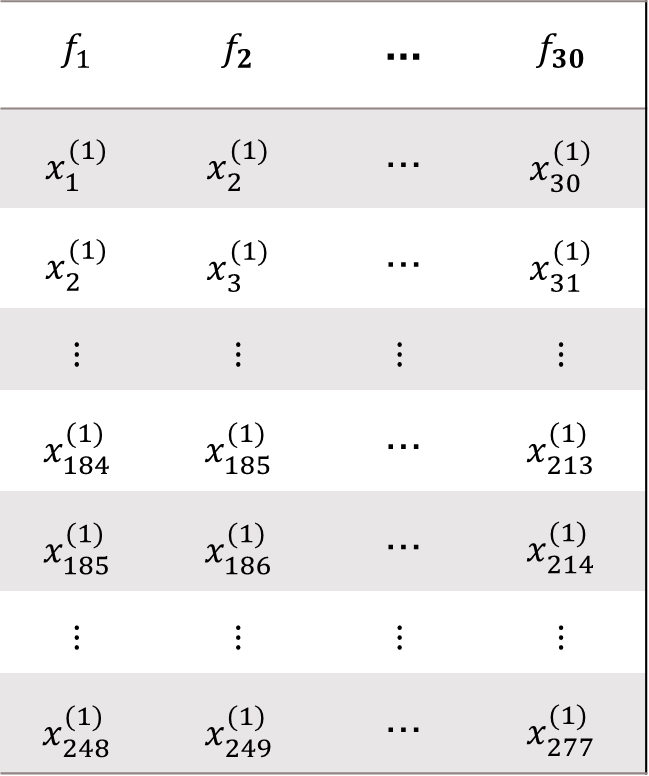 f₁ f₂ ⋯ f₃₀
x₁⁽¹⁾ x₂⁽¹⁾ ⋯ x₃₀⁽¹⁾
x₂⁽¹⁾ x₃⁽¹⁾ ⋯ x₃₁⁽¹⁾
⋮ ⋮ ⋮ ⋮
x₁₈₄⁽¹⁾ x₁₈₅⁽¹⁾ ⋯ x₂₁₃⁽¹⁾
x₁₈₅⁽¹⁾ x₁₈₆⁽¹⁾ ⋯ x₂₁₄⁽¹⁾
⋮ ⋮ ⋮ ⋮
x₂₄₈⁽¹⁾ x₂₄₉⁽¹⁾ ⋯ x₂₇₇⁽¹⁾